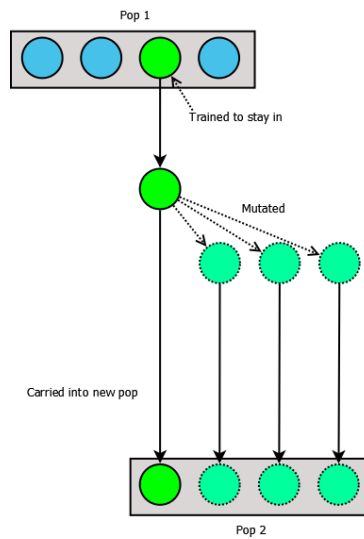 Pop 1
Trained to stay in
Mutated
Carried into new pop
Pop 2